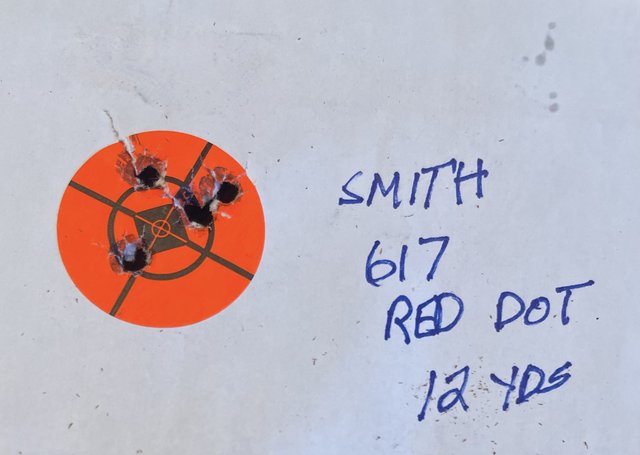 SMITH
617
RED DOT
12 YDS